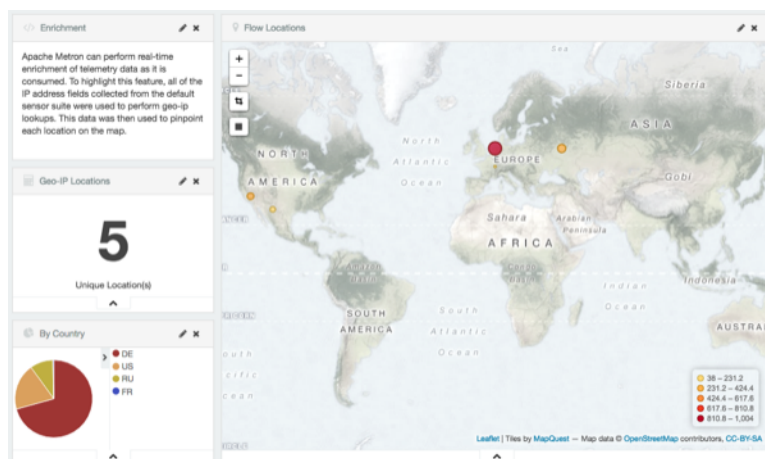 Enrichment
Apache Metron can perform real-time
enrichment of telemetry data as it is
consumed. To highlight this feature, all of the
IP address fields collected from the default
sensor suite were used to perform geo-ip
lookups. This data was then used to pinpoint
each location on the map.
Geo-IP Locations
5
Unique Location(s)
By Country
DE
US
RU
FR
Flow Locations
+
−
Sea
Siberia
ASIA
NORTH
AMERICA
North
Atlantic
Ocean
EUROPE
Gobi
Sahara
Arabian
Peninsula
AFRICA
Indonesia
Indian
Ocean
SOUTH
AMERICA
South
Atlantic
Ocean
AUSTRA
38 – 231.2
231.2 – 424.4
424.4 – 617.6
617.6 – 810.8
810.8 – 1,004
Leaflet | Tiles by MapQuest — Map data © OpenStreetMap contributors, CC-BY-SA